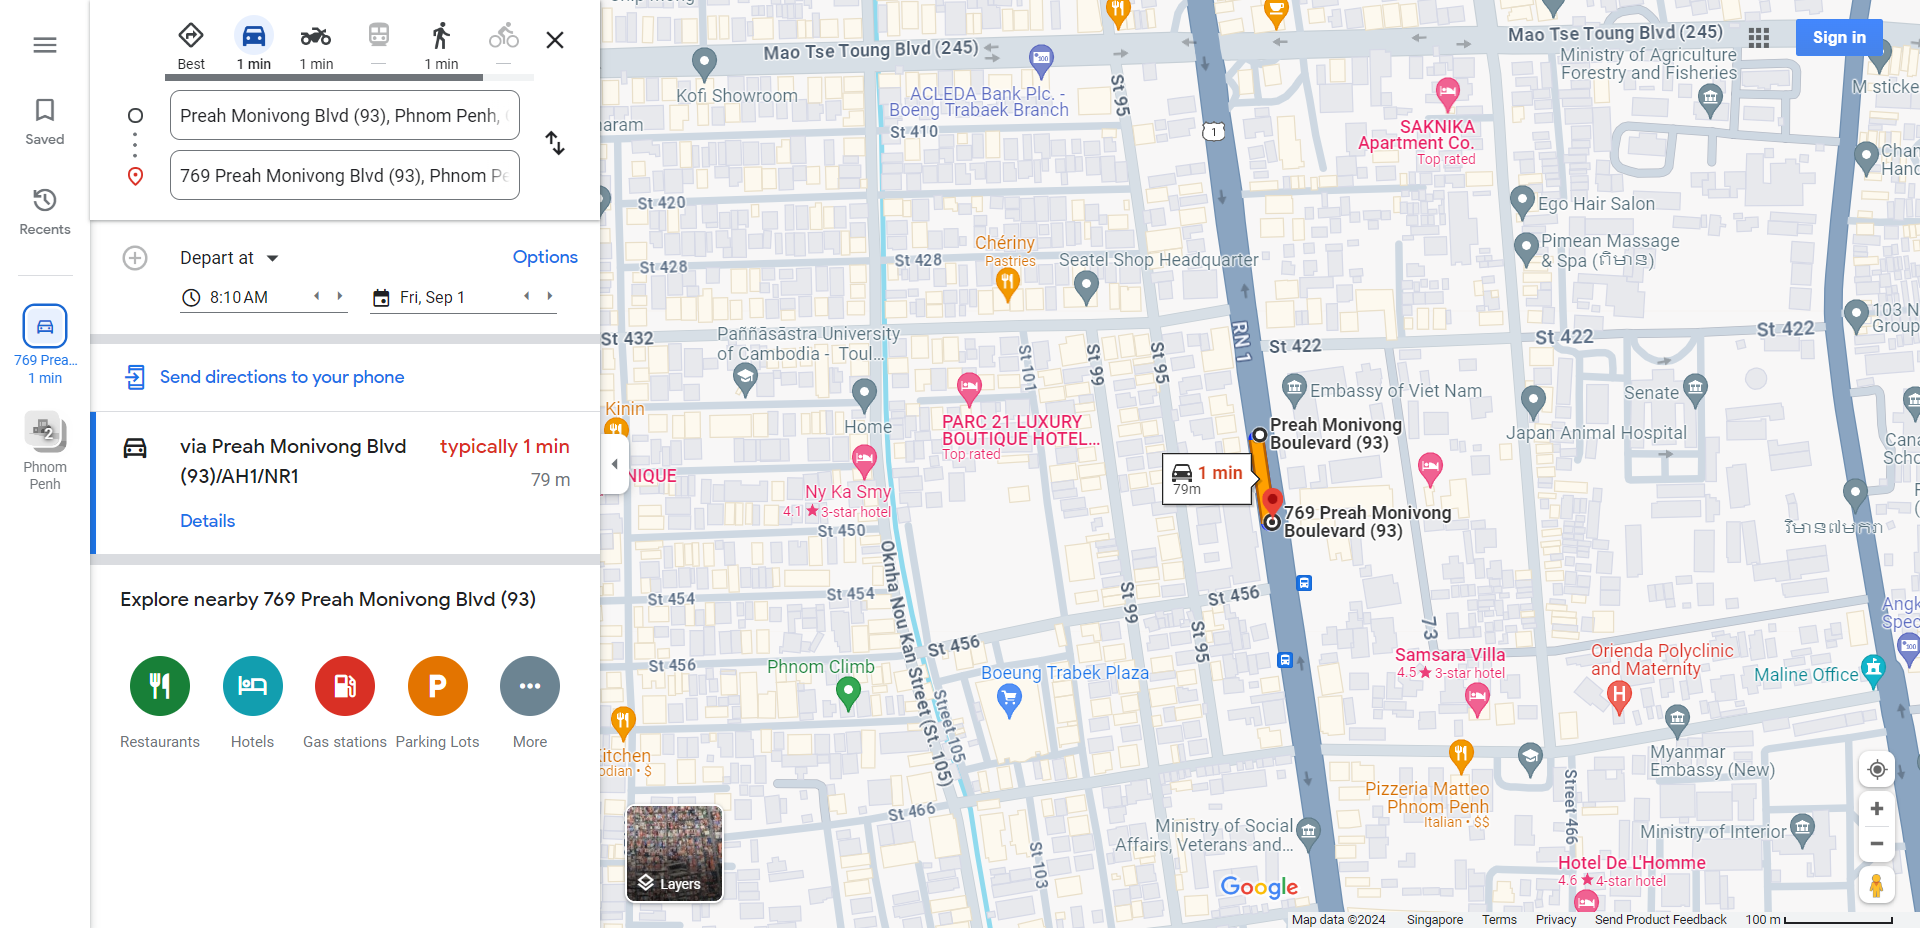 Best
1 min
1 min
—
1 min
—
Preah Monivong Blvd (93), Phnom Penh,
769 Preah Monivong Blvd (93), Phnom Pe
Saved
Recents
769 Prea...
1 min
2
Phnom
Penh
Depart at
Options
8:10 AM
Fri, Sep 1
Send directions to your phone
via Preah Monivong Blvd
(93)/AH1/NR1
typically 1 min
79 m
Details
Explore nearby 769 Preah Monivong Blvd (93)
Restaurants
Hotels
Gas stations
Parking Lots
More
P
Mao Tse Toung Blvd (245)
Mao Tse Toung Blvd (245)
Sign in
Kofi Showroom
ACLEDA Bank Plc. -
Boeng Trabaek Branch
St 95
1
Ministry of Agriculture
Forestry and Fisheries
M sticke
aram
St 410
SAKNIKA
Apartment Co.
Top rated
Chan
Hand
St 420
Ego Hair Salon
St 428
St 428
Chériny
Pastries
Seatel Shop Headquarter
Pimean Massage
& Spa (ពិមាន)
103 N
Group
St 432
Paññāsāstra University
of Cambodia - Toul...
St 101
St 99
St 95
RN 1
St 422
St 422
St 422
Embassy of Viet Nam
Senate
Kinin
Home
PARC 21 LUXURY
BOUTIQUE HOTEL...
Top rated
Preah Monivong
Boulevard (93)
Japan Animal Hospital
Cana
Scho
NIQUE
Ny Ka Smy
4.1 ★ 3-star hotel
1 min
79m
769 Preah Monivong
Boulevard (93)
St 450
Oknha Nou Kan Street (St. 105)
St 454
St 454
St 99
St 456
St 95
73
St 456
St 456
Phnom Climb
Boeung Trabek Plaza
Street 105
Samsara Villa
4.5 ★ 3-star hotel
Orienda Polyclinic
and Maternity
H
Maline Office
Angk
Spec
itchen
odian • $
Myanmar
Embassy (New)
Pizzeria Matteo
Phnom Penh
Italian • $$
Street 466
St 466
St 103
Ministry of Social
Affairs, Veterans and...
Ministry of Interior
Hotel De L'Homme
4.6 ★ 4-star hotel
Layers
Google
Map data ©2024
Singapore
Terms
Privacy
Send Product Feedback
100 m